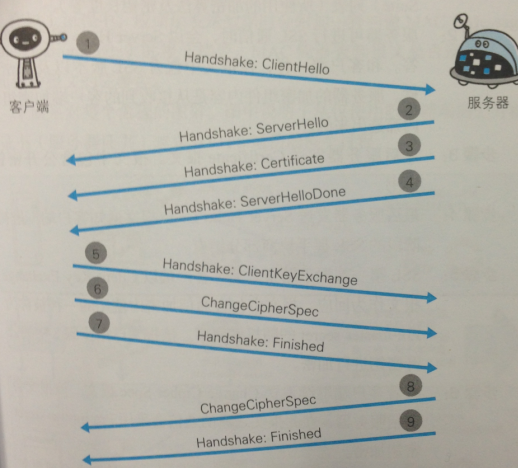 1
Handshake: ClientHello
客户端
服务器
2
Handshake: ServerHello
3
Handshake: Certificate
4
Handshake: ServerHelloDone
5
Handshake: ClientKeyExchange
6
ChangeCipherSpec
7
Handshake: Finished
8
ChangeCipherSpec
9
Handshake: Finished